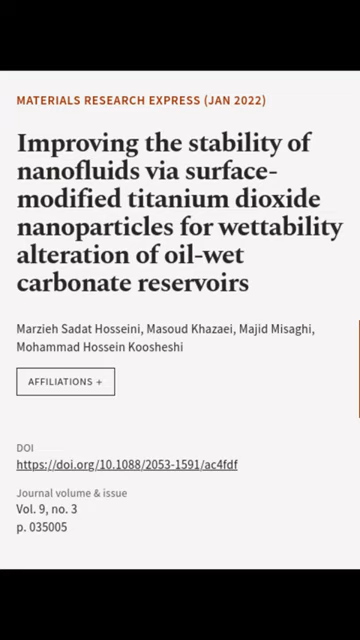 MATERIALS RESEARCH EXPRESS (JAN 2022)
Improving the stability of
nanofluids via surface-
modified titanium dioxide
nanoparticles for wettability
alteration of oil-wet
carbonate reservoirs
Marzieh Sadat Hosseini, Masoud Khazaei, Majid Misaghi,
Mohammad Hossein Koosheshi
AFFILIATIONS +
DOI
https://doi.org/10.1088/2053-1591/ac4fdf
Journal volume & issue
Vol. 9, no. 3
p. 035005